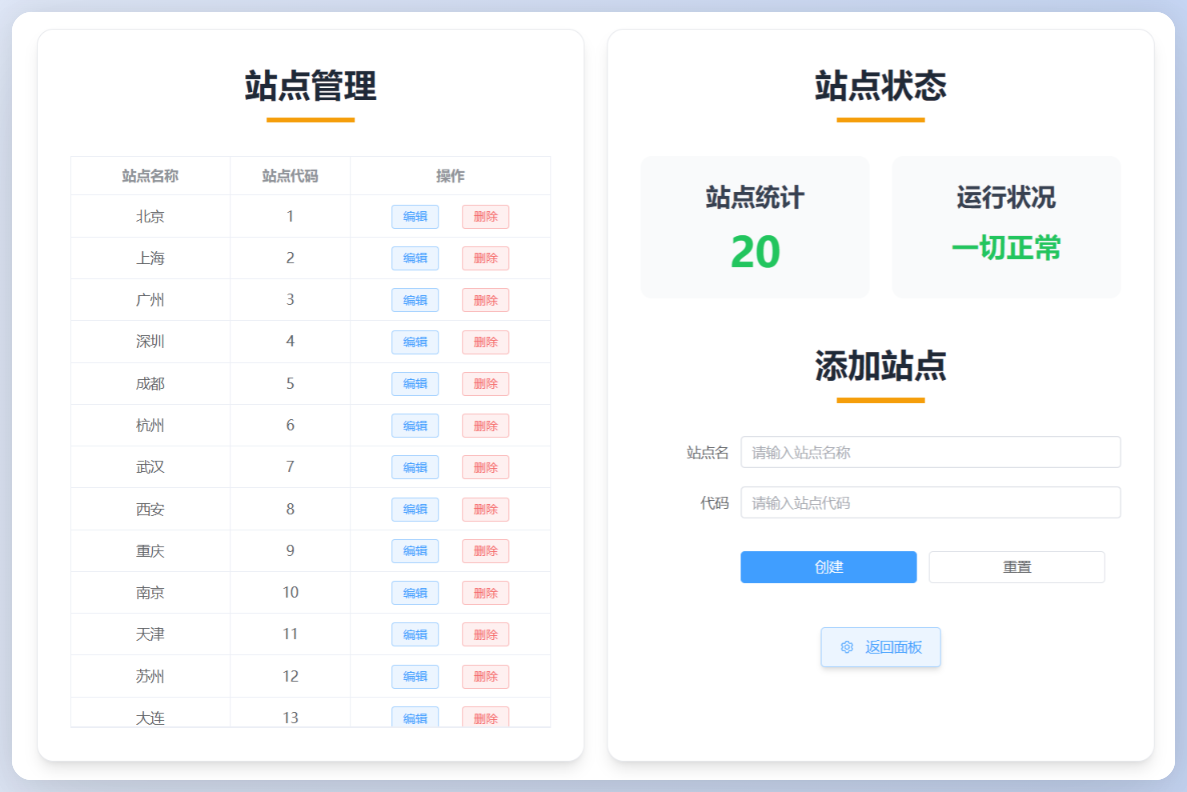 站点管理
站点名称 站点代码 操作
北京 1 编辑 删除
上海 2 编辑 删除
广州 3 编辑 删除
深圳 4 编辑 删除
成都 5 编辑 删除
杭州 6 编辑 删除
武汉 7 编辑 删除
西安 8 编辑 删除
重庆 9 编辑 删除
南京 10 编辑 删除
天津 11 编辑 删除
苏州 12 编辑 删除
大连 13 编辑 删除
站点状态
站点统计
20
运行状况
一切正常
添加站点
站点名 请输入站点名称
代码 请输入站点代码
创建 重置
返回面板